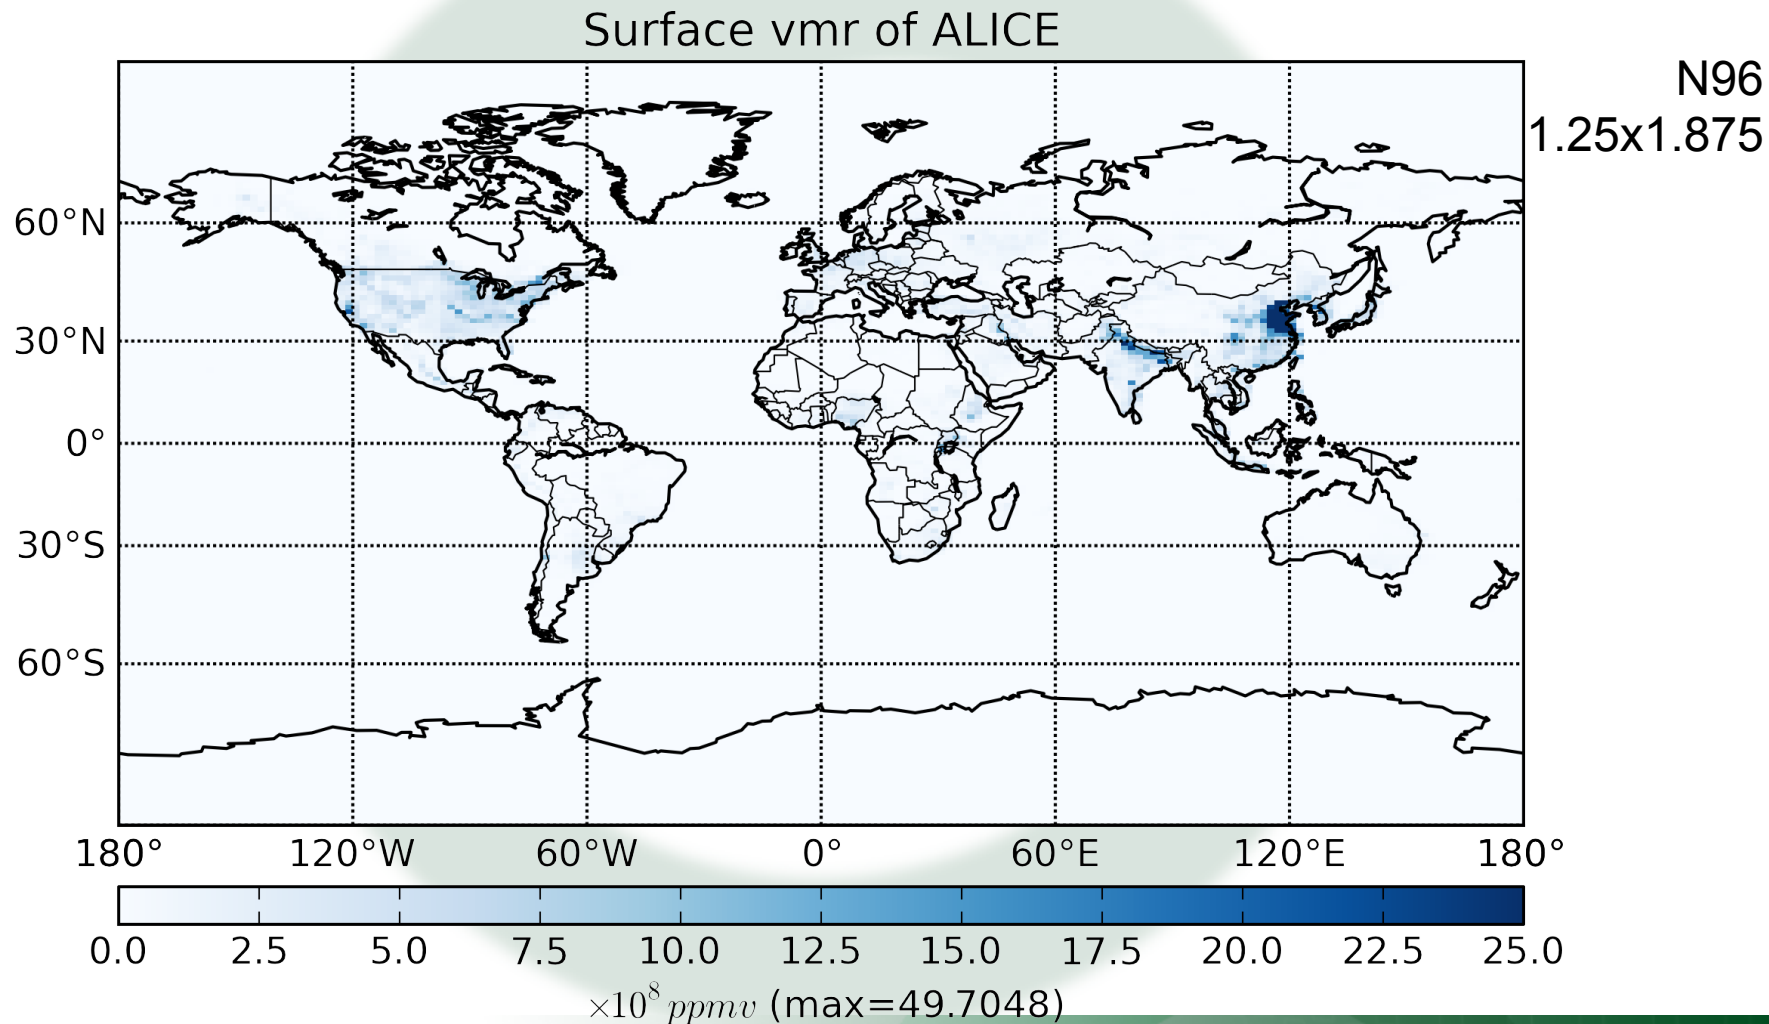 Surface vmr of ALICE
N96
1.25x1.875
60°N
30°N
0°
30°S
60°S
180° 120°W 60°W 0° 60°E 120°E 180°
0.0 2.5 5.0 7.5 10.0 12.5 15.0 17.5 20.0 22.5 25.0
×10⁸ ppmv (max=49.7048)